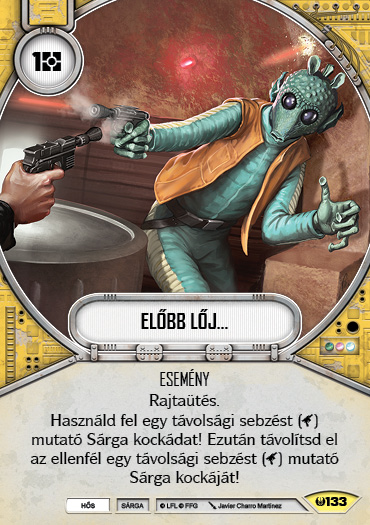 1
ELŐBB LŐJ...
ESEMÉNY
Rajtaütés.
Használd fel egy távolsági sebzést ( )
mutató Sárga kockádat! Ezután távolítsd el
az ellenfél egy távolsági sebzést ( ) mutató
Sárga kockáját!
HŐS
SÁRGA
© LFL © FFG
Javier Charro Martínez
133